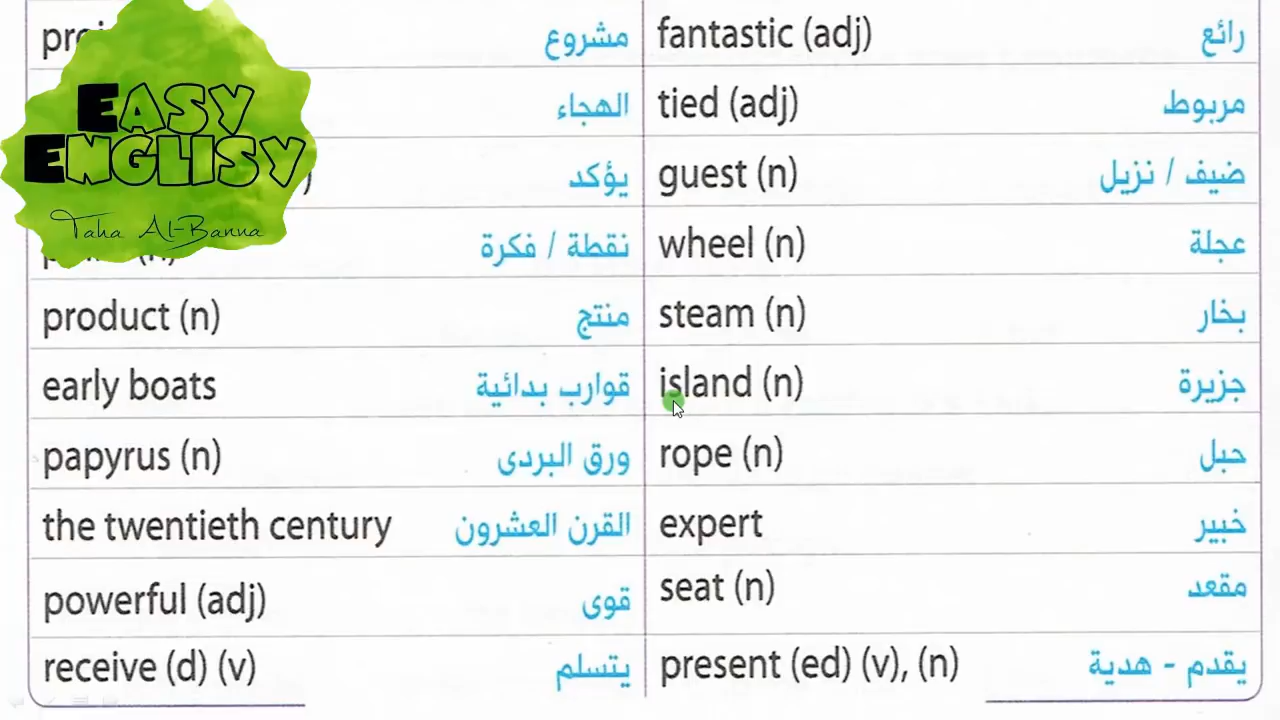 مشروع
fantastic (adj) رائع
EASY
ENGLISY
Taha Al-Banna
الهجاء
tied (adj) مربوط
يؤكد
guest (n) ضيف / نزيل
نقطة / فكرة
wheel (n) عجلة
product (n) منتج
steam (n) بخار
early boats قوارب بدائية
island (n) جزيرة
papyrus (n) ورق البردى
rope (n) حبل
the twentieth century القرن العشرون
expert خبير
powerful (adj) قوى
seat (n) مقعد
receive (d) (v) يتسلم
present (ed) (v), (n) يقدم - هدية